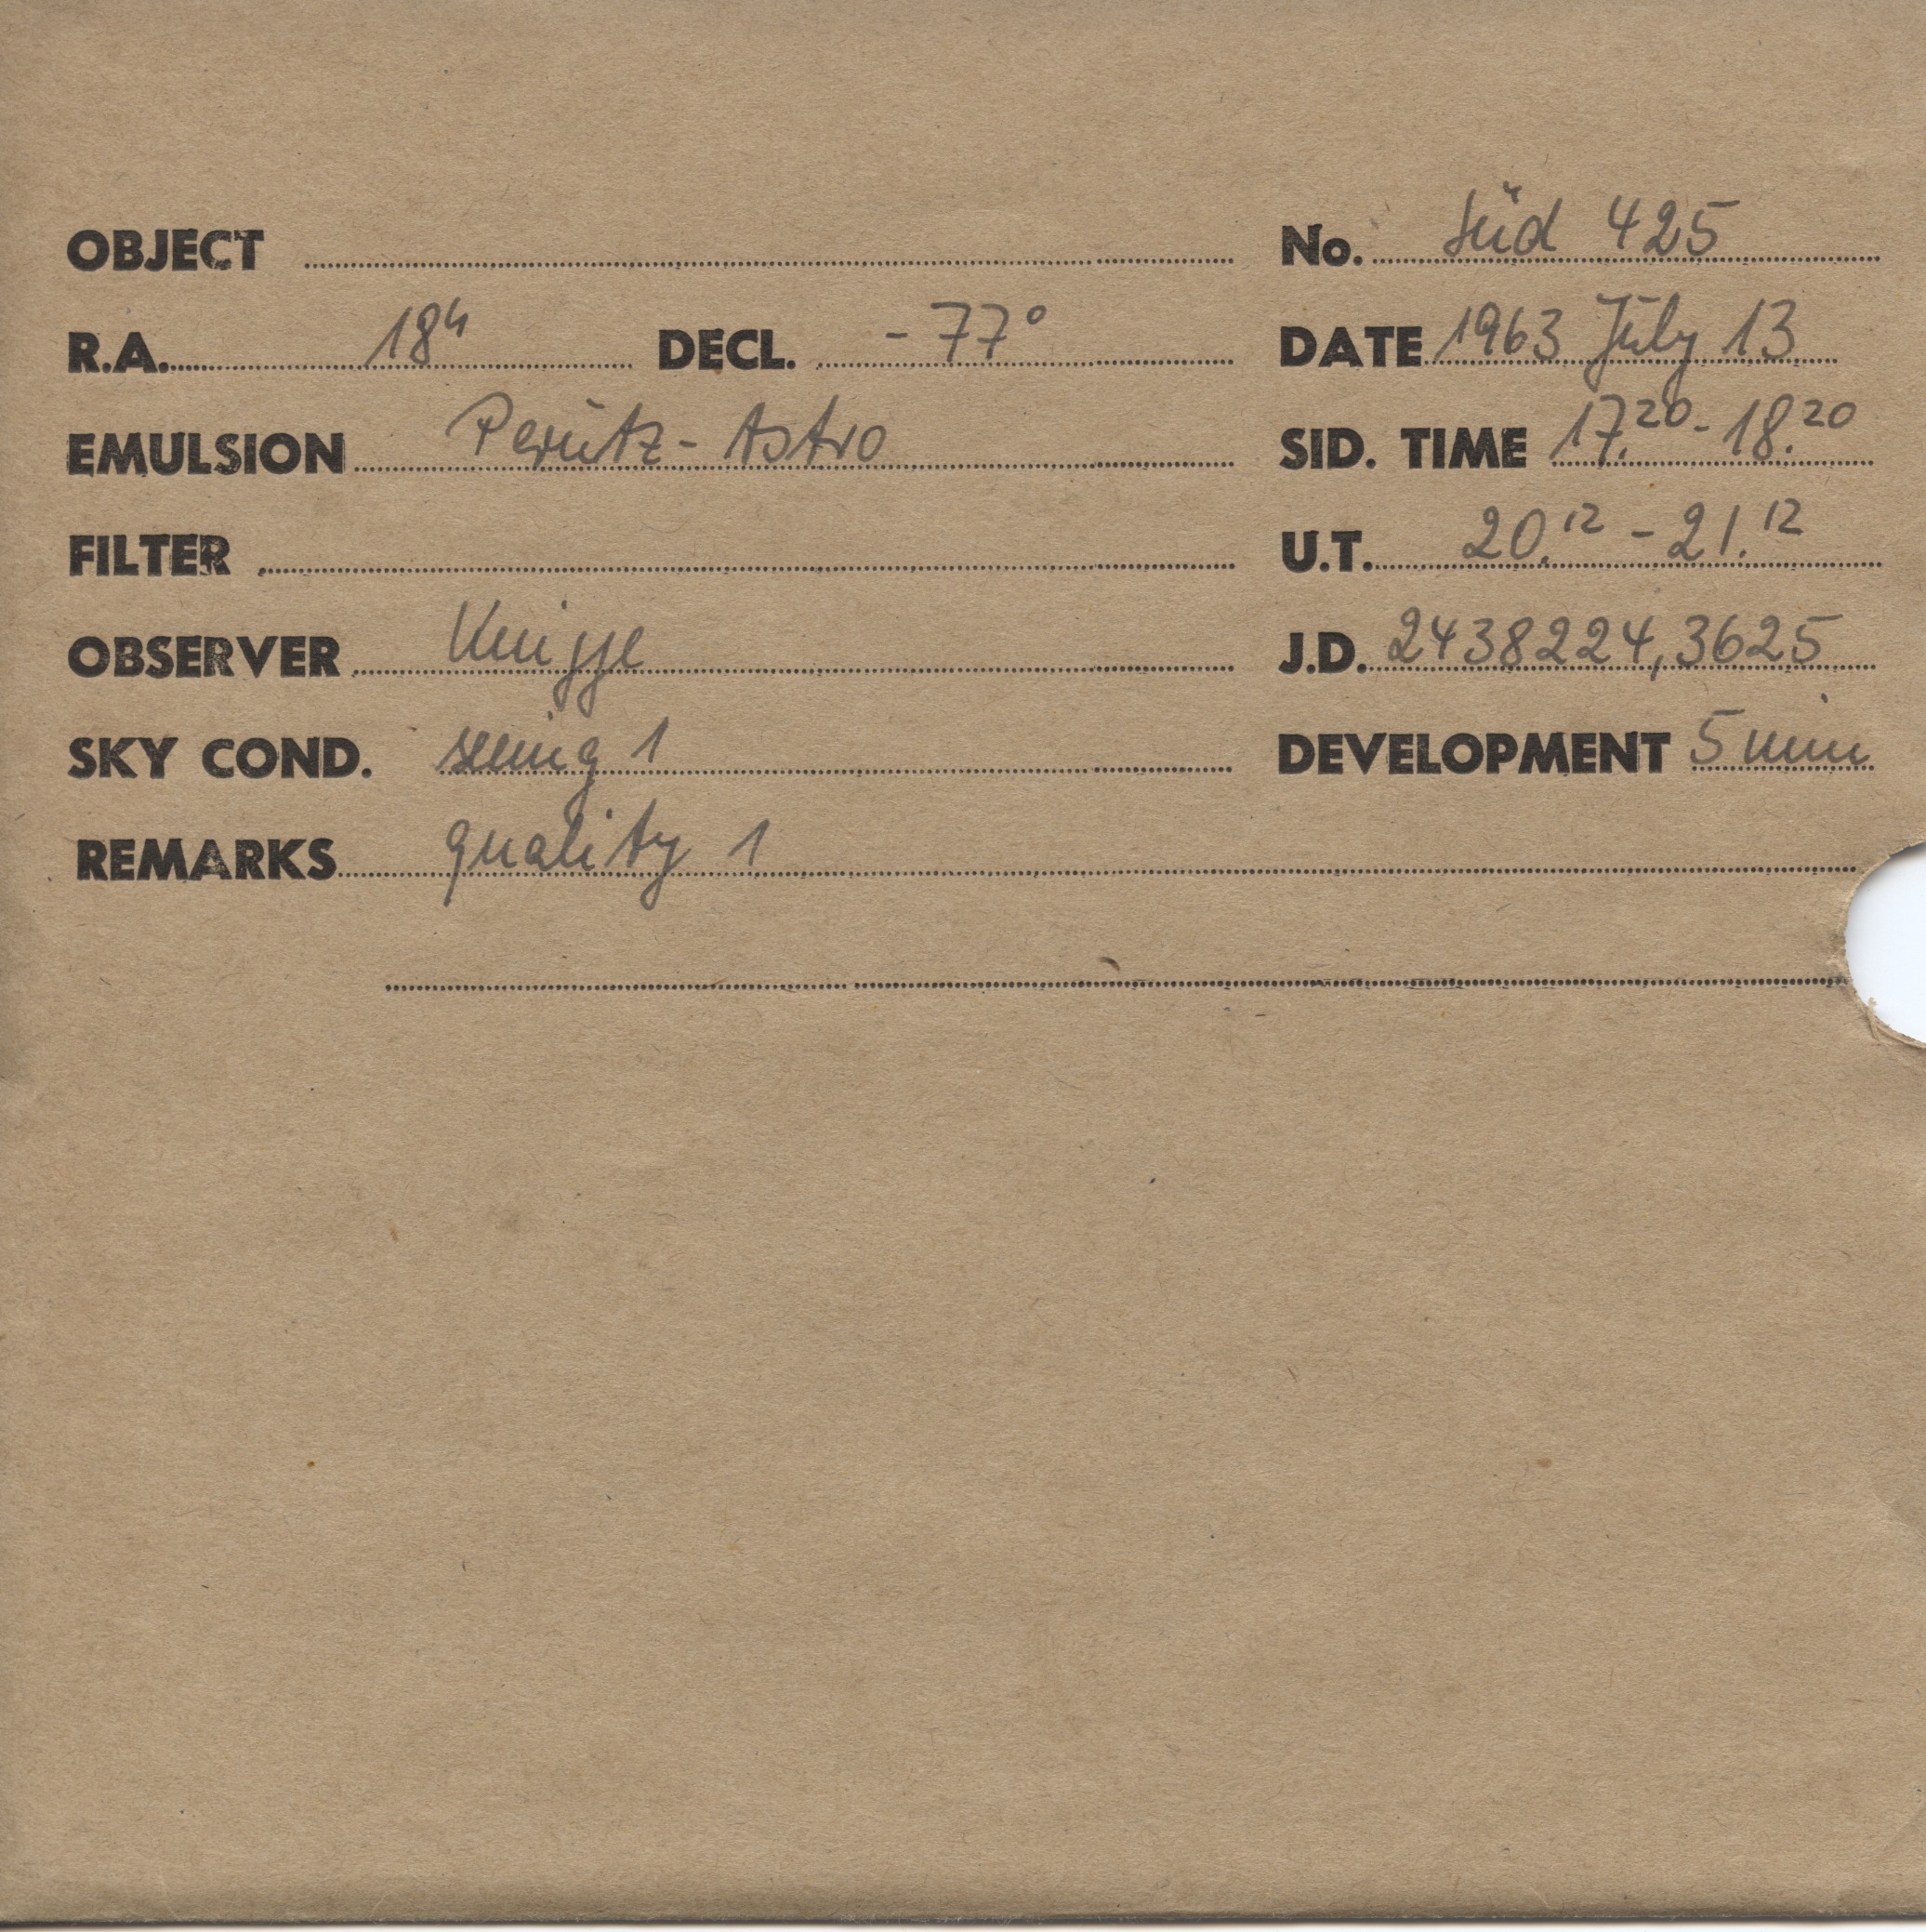 OBJECT No. Süd 425
R.A. 18h DECL. -77° DATE 1963 July 13
EMULSION Perutz-Astro SID. TIME 17.20-18.20
FILTER U.T. 20.12-21.12
OBSERVER Knigge J.D. 2438224,3625
SKY COND. seeing 1 DEVELOPMENT 5 min
REMARKS quality 1